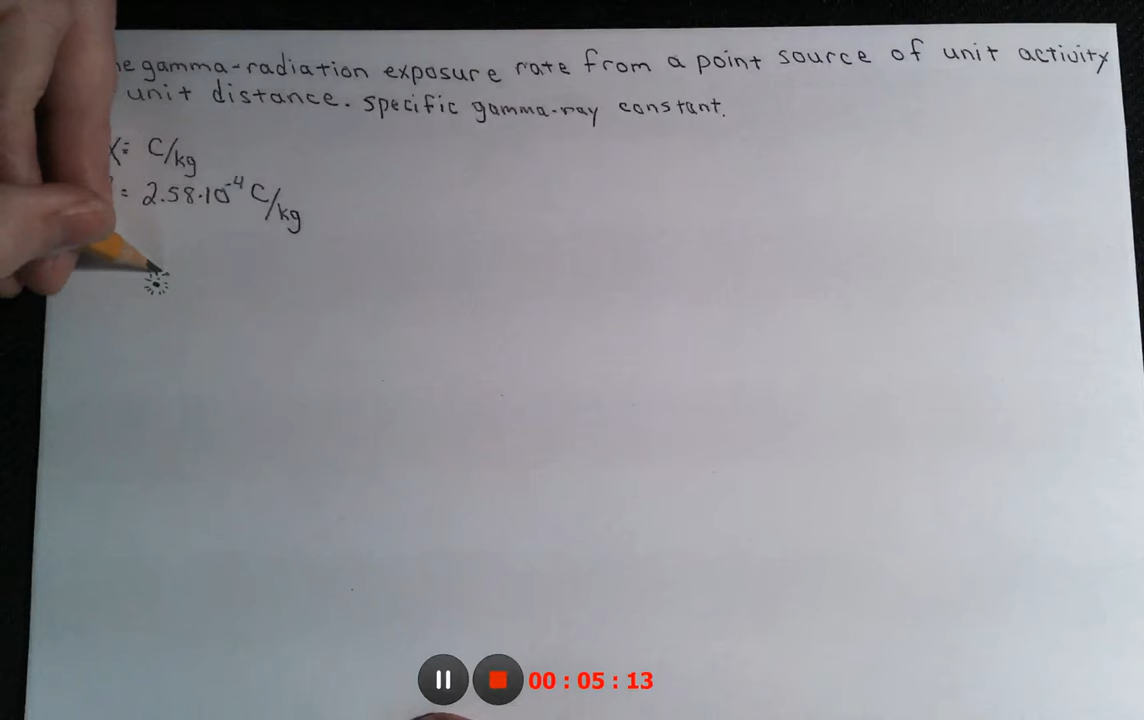 gamma-radiation exposure rate from a point source of unit activity
unit distance. specific gamma-ray constant.
X= C/kg
= 2.58·10⁻⁴ C/kg
00 : 05 : 13